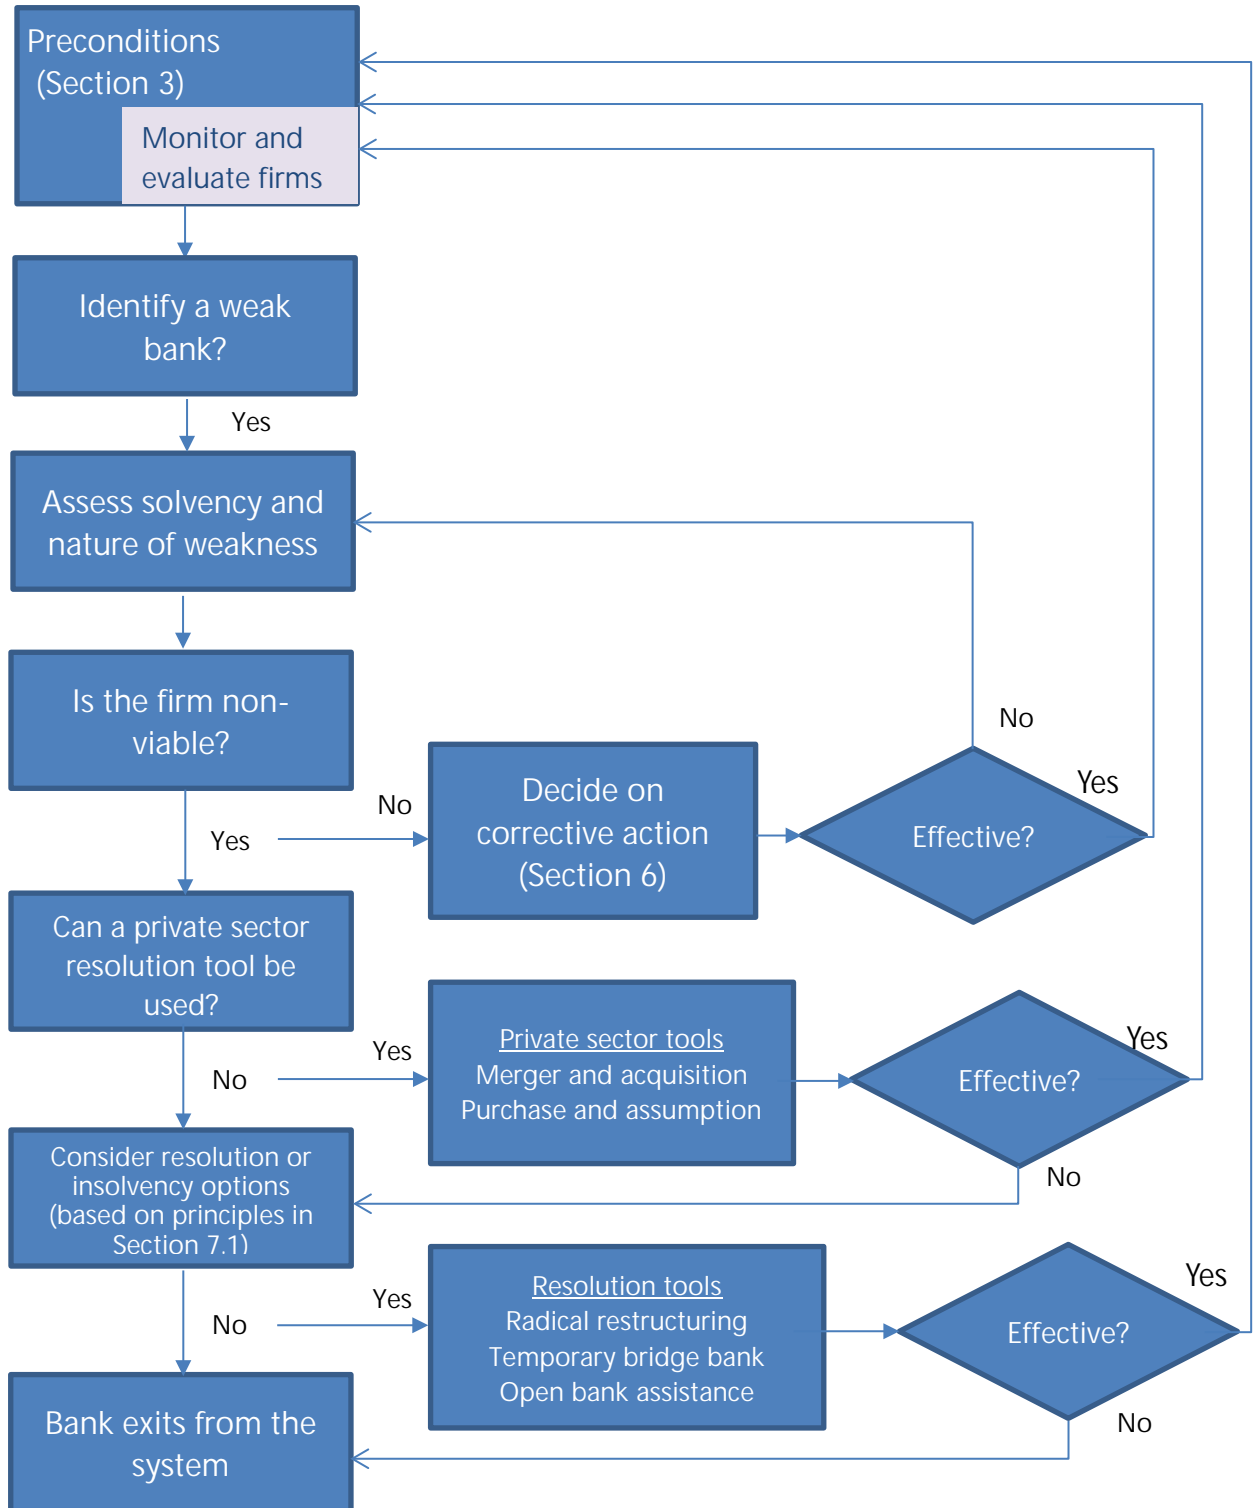 Preconditions
(Section 3)
Monitor and
evaluate firms
Identify a weak
bank?
Yes
Assess solvency and
nature of weakness
Is the firm non-
viable?
No
Yes
Decide on
corrective action
(Section 6)
Effective?
No
Yes
Can a private sector
resolution tool be
used?
Yes
No
Private sector tools
Merger and acquisition
Purchase and assumption
Effective?
Yes
No
Consider resolution or
insolvency options
(based on principles in
Section 7.1)
Yes
No
Resolution tools
Radical restructuring
Temporary bridge bank
Open bank assistance
Effective?
Yes
No
Bank exits from the
system